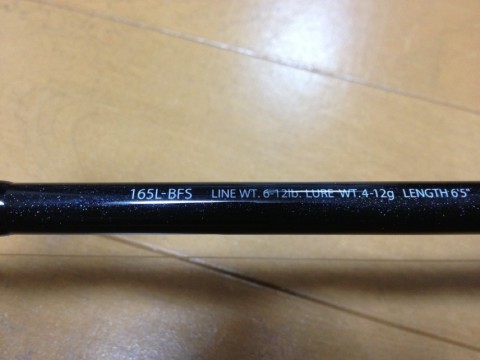 165L-BFS LINE WT. 6-12lb. LURE WT. 4-12g LENGTH 6'5"